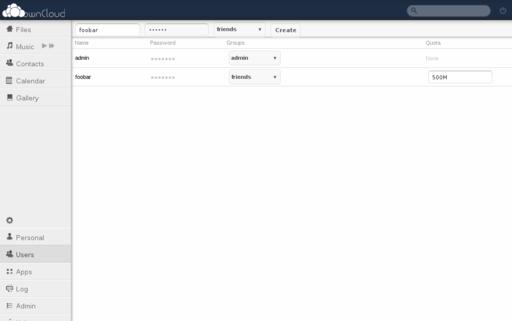 ownCloud
foobar •••••• friends Create
Files
Music
Contacts
Calendar
Gallery
Name Password Groups Quota
admin ●●●●●●● admin None
foobar ●●●●●●● friends 500M
Personal
Users
Apps
Log
Admin